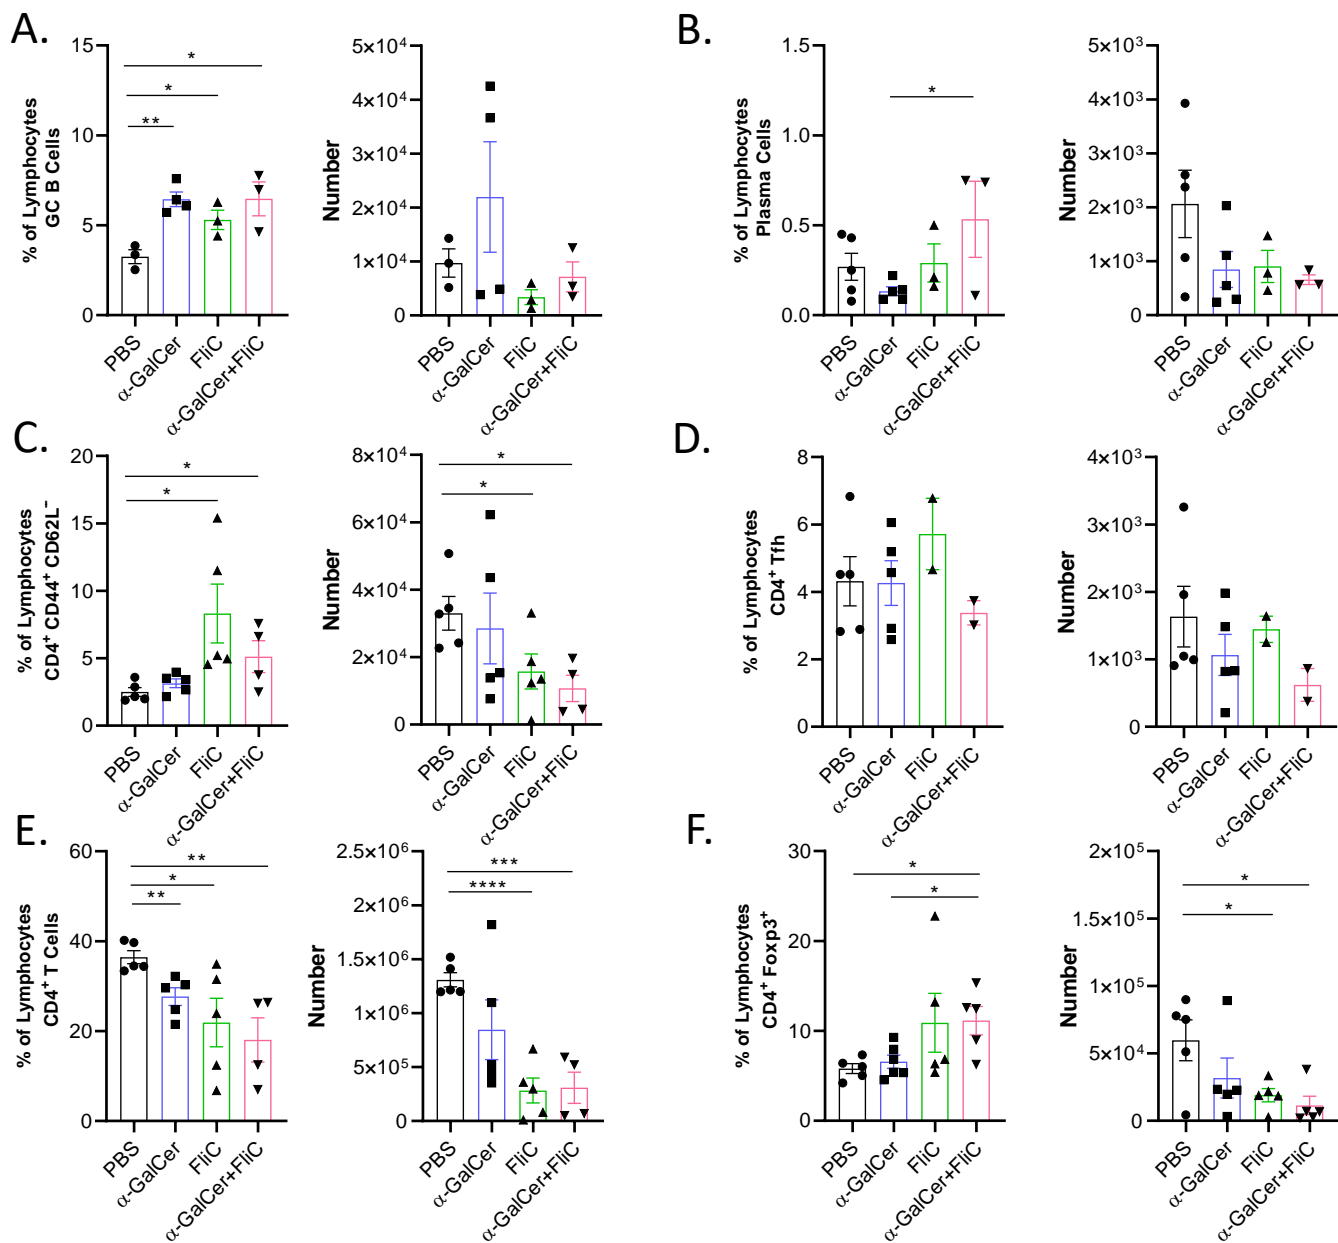 A.
% of Lymphocytes
GC B Cells
15
10
5
0
*
*
**
PBS
α-GalCer
FliC
α-GalCer+FliC
Number
5×10⁴
4×10⁴
3×10⁴
2×10⁴
1×10⁴
0
PBS
α-GalCer
FliC
α-GalCer+FliC
B.
% of Lymphocytes
Plasma Cells
1.5
1.0
0.5
0.0
*
PBS
α-GalCer
FliC
α-GalCer+FliC
Number
5×10³
4×10³
3×10³
2×10³
1×10³
0
PBS
α-GalCer
FliC
α-GalCer+FliC
C.
% of Lymphocytes
CD4⁺ CD44⁺ CD62L⁻
20
15
10
5
0
*
*
PBS
α-GalCer
FliC
α-GalCer+FliC
Number
8×10⁴
6×10⁴
4×10⁴
2×10⁴
0
*
*
PBS
α-GalCer
FliC
α-GalCer+FliC
D.
% of Lymphocytes
CD4⁺ Tfh
8
6
4
2
0
PBS
α-GalCer
FliC
α-GalCer+FliC
Number
4×10³
3×10³
2×10³
1×10³
0
PBS
α-GalCer
FliC
α-GalCer+FliC
E.
% of Lymphocytes
CD4⁺ T Cells
60
40
20
0
**
*
**
PBS
α-GalCer
FliC
α-GalCer+FliC
Number
2.5×10⁶
2×10⁶
1.5×10⁶
1×10⁶
5×10⁵
0
***
****
PBS
α-GalCer
FliC
α-GalCer+FliC
F.
% of Lymphocytes
CD4⁺ Foxp3⁺
30
20
10
0
*
*
PBS
α-GalCer
FliC
α-GalCer+FliC
Number
2×10⁵
1.5×10⁵
1×10⁵
5×10⁴
0
*
*
PBS
α-GalCer
FliC
α-GalCer+FliC